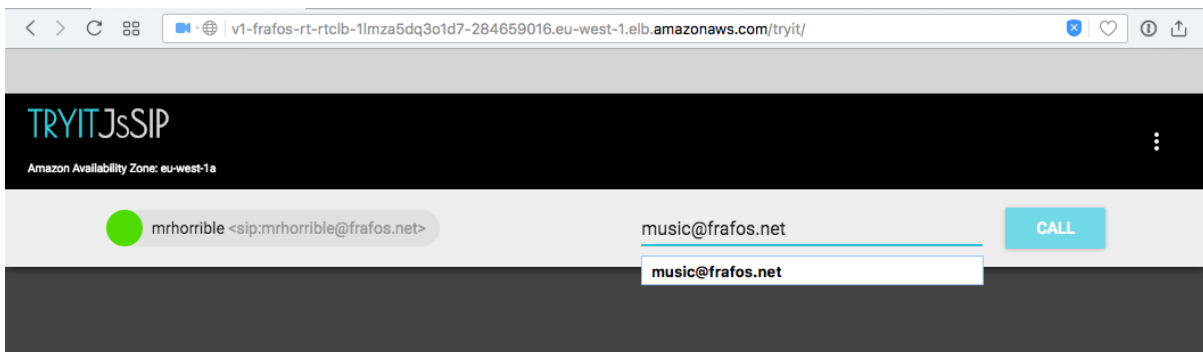 v1-frafos-rt-rtclb-1lmza5dq3o1d7-284659016.eu-west-1.elb.amazonaws.com/tryit/
TRYITJsSIP
Amazon Availability Zone: eu-west-1a
mrhorrible <sip:mrhorrible@frafos.net>
music@frafos.net
CALL
music@frafos.net